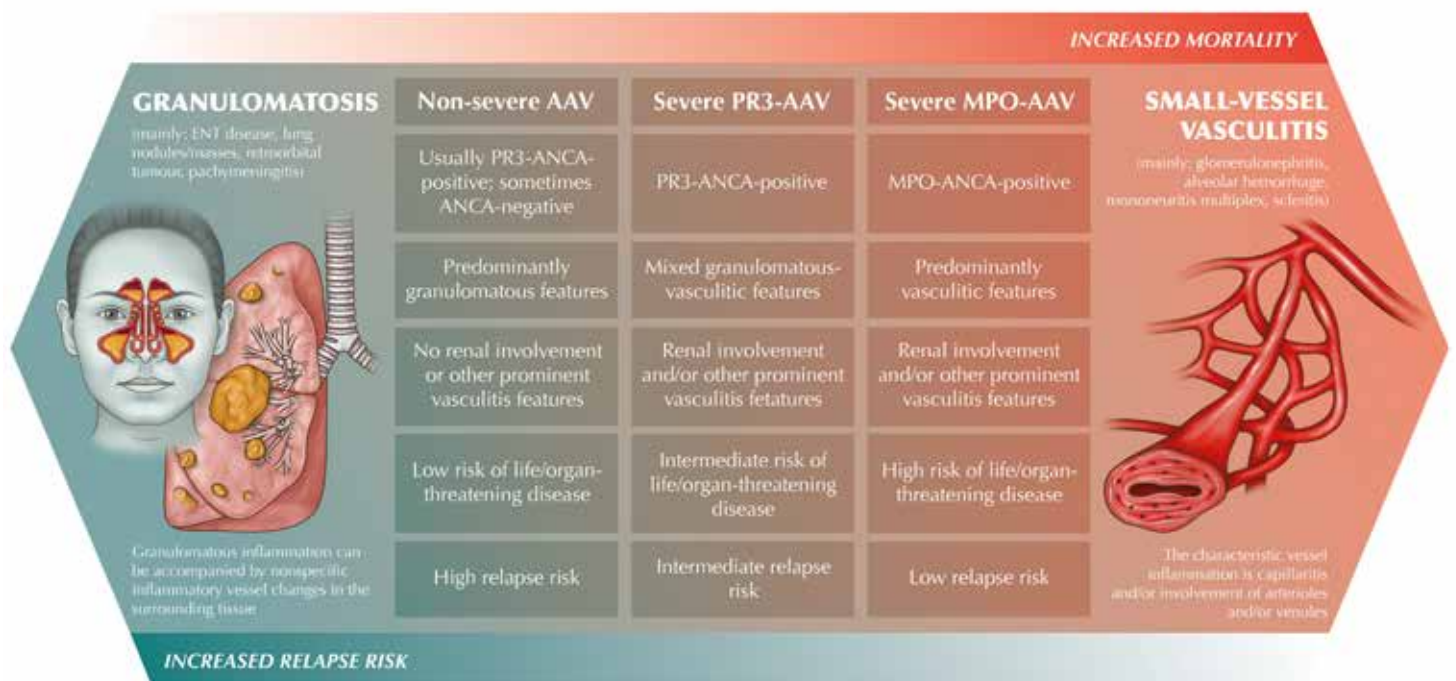 INCREASED MORTALITY
GRANULOMATOSIS
(mainly: ENT disease, lung
nodules/masses, retroorbital
tumour, pachymeningitis)
Granulomatous inflammation can
be accompanied by nonspecific
inflammatory vessel changes in the
surrounding tissue
Non-severe AAV
Severe PR3-AAV
Severe MPO-AAV
Usually PR3-ANCA-
positive; sometimes
ANCA-negative
PR3-ANCA-positive
MPO-ANCA-positive
Predominantly
granulomatous features
Mixed granulomatous-
vasculitic features
Predominantly
vasculitic features
No renal involvement
or other prominent
vasculitis features
Renal involvement
and/or other prominent
vasculitis fetatures
Renal involvement
and/or other prominent
vasculitis features
Low risk of life/organ-
threatening disease
Intermediate risk of
life/organ-threatening
disease
High risk of life/organ-
threatening disease
High relapse risk
Intermediate relapse
risk
Low relapse risk
SMALL-VESSEL
VASCULITIS
(mainly: glomerulonephritis,
alveolar hemorrhage,
mononeuritis multiplex, scleritis)
The characteristic vessel
inflammation is capillaritis
and/or involvement of arterioles
and/or venules
INCREASED RELAPSE RISK